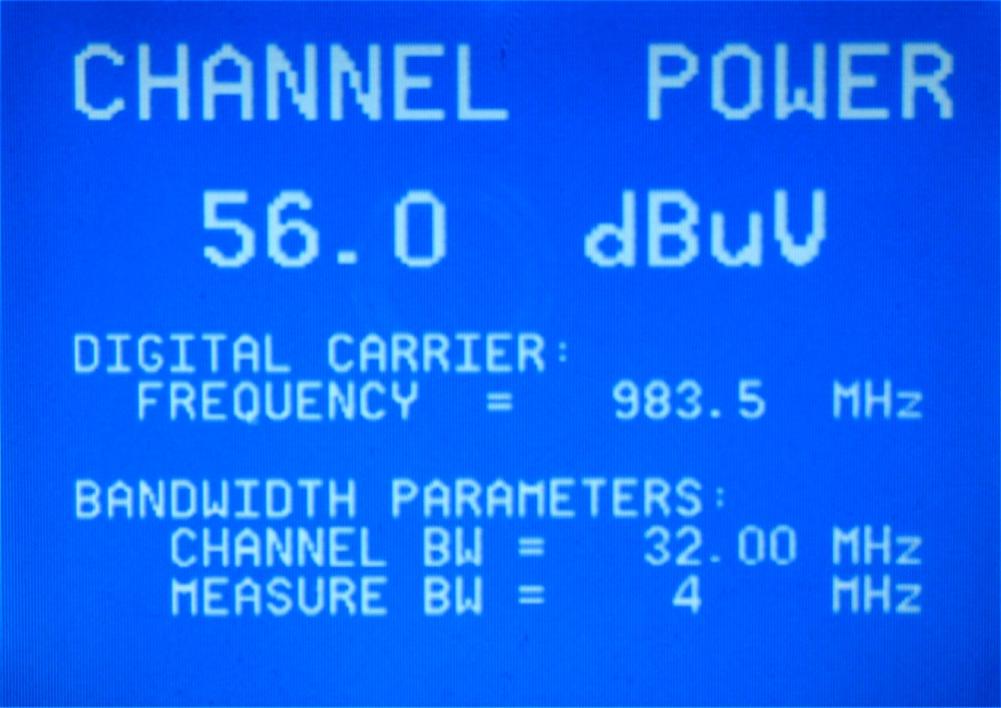 CHANNEL POWER
56.0 dBuV
DIGITAL CARRIER:
FREQUENCY = 983.5 MHz
BANDWIDTH PARAMETERS:
CHANNEL BW = 32.00 MHz
MEASURE BW = 4 MHz